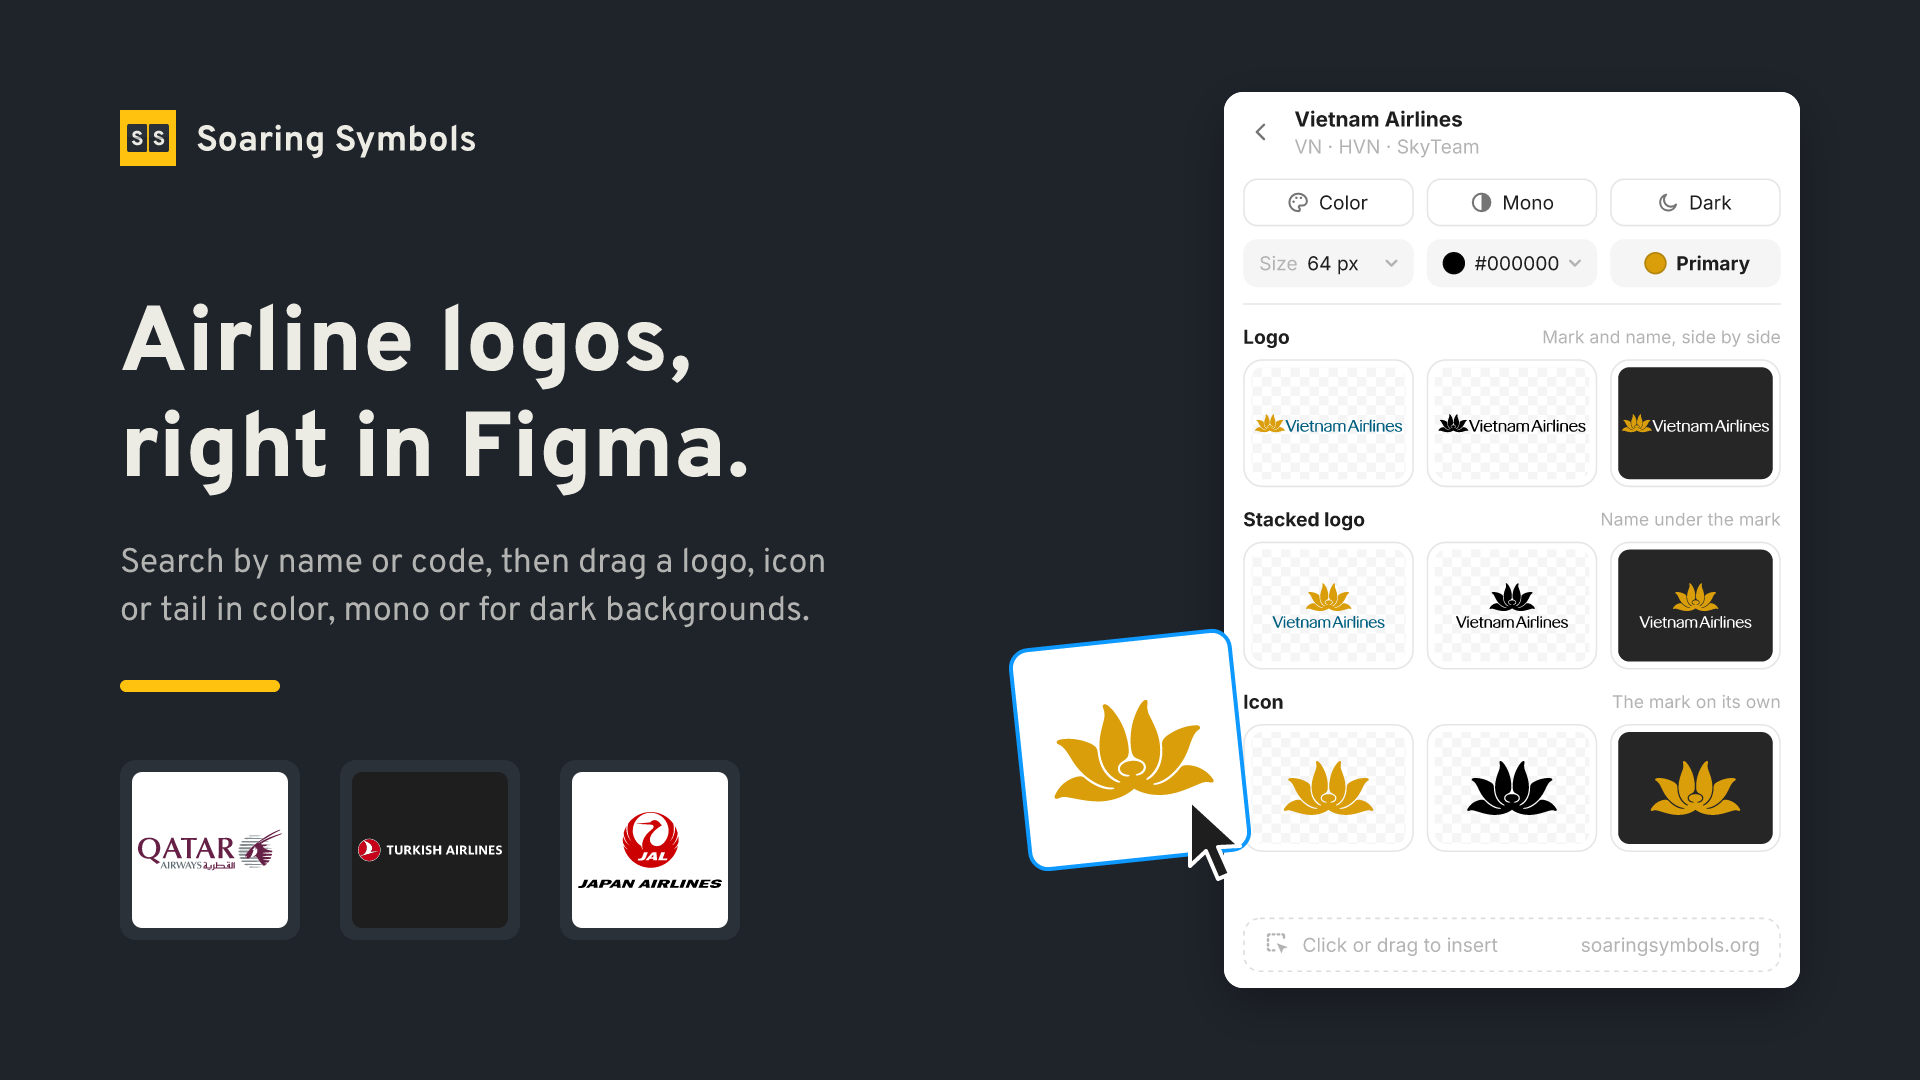 SS
Soaring Symbols
Airline logos,
right in Figma.
Search by name or code, then drag a logo, icon
or tail in color, mono or for dark backgrounds.
QATAR
AIRWAYS القطرية
TURKISH AIRLINES
JAL
JAPAN AIRLINES
Vietnam Airlines
VN · HVN · SkyTeam
Color
Mono
Dark
Size 64 px
#000000
Primary
Logo
Mark and name, side by side
Vietnam Airlines
Vietnam Airlines
Vietnam Airlines
Stacked logo
Name under the mark
Vietnam Airlines
Vietnam Airlines
Vietnam Airlines
Icon
The mark on its own
Click or drag to insert
soaringsymbols.org